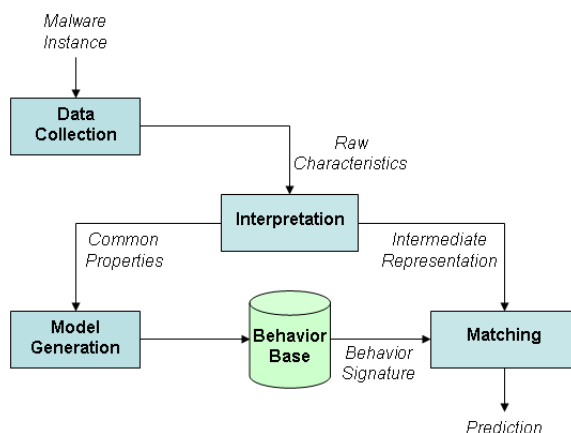 Malware
Instance
Data
Collection
Raw
Characteristics
Interpretation
Common
Properties
Intermediate
Representation
Model
Generation
Behavior
Base
Behavior
Signature
Matching
Prediction